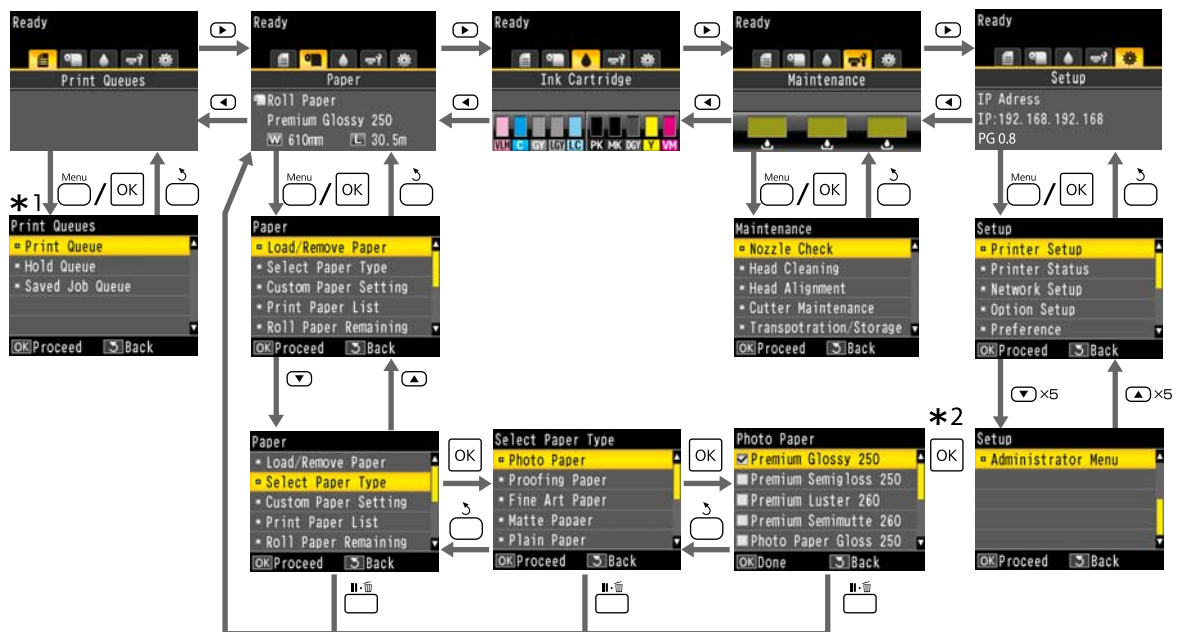 Ready
Print Queues
Ready
Paper
Roll Paper
Premium Glossy 250
W 610mm L 30.5m
Ready
Ink Cartridge
VLM C GY LGY LC PK MK DGY Y VM
Ready
Maintenance
Ready
Setup
IP Adress
IP:192.168.192.168
PG 0.8
Menu / OK
Menu / OK
Menu / OK
Menu / OK
*1
Print Queues
Print Queue
Hold Queue
Saved Job Queue
OK Proceed Back
Paper
Load/Remove Paper
Select Paper Type
Custom Paper Setting
Print Paper List
Roll Paper Remaining
OK Proceed Back
Maintenance
Nozzle Check
Head Cleaning
Head Alignment
Cutter Maintenance
Transpotration/Storage
OK Proceed Back
Setup
Printer Setup
Printer Status
Network Setup
Option Setup
Preference
OK Proceed Back
×5
×5
Paper
Load/Remove Paper
Select Paper Type
Custom Paper Setting
Print Paper List
Roll Paper Remaining
OK Proceed Back
OK
Select Paper Type
Photo Paper
Proofing Paper
Fine Art Paper
Matte Papaer
Plain Paper
OK Proceed Back
OK
Photo Paper
Premium Glossy 250
Premium Semigloss 250
Premium Luster 260
Premium Semimutte 260
Photo Paper Gloss 250
OK Done Back
*2
OK
Setup
Administrator Menu
OK Proceed Back